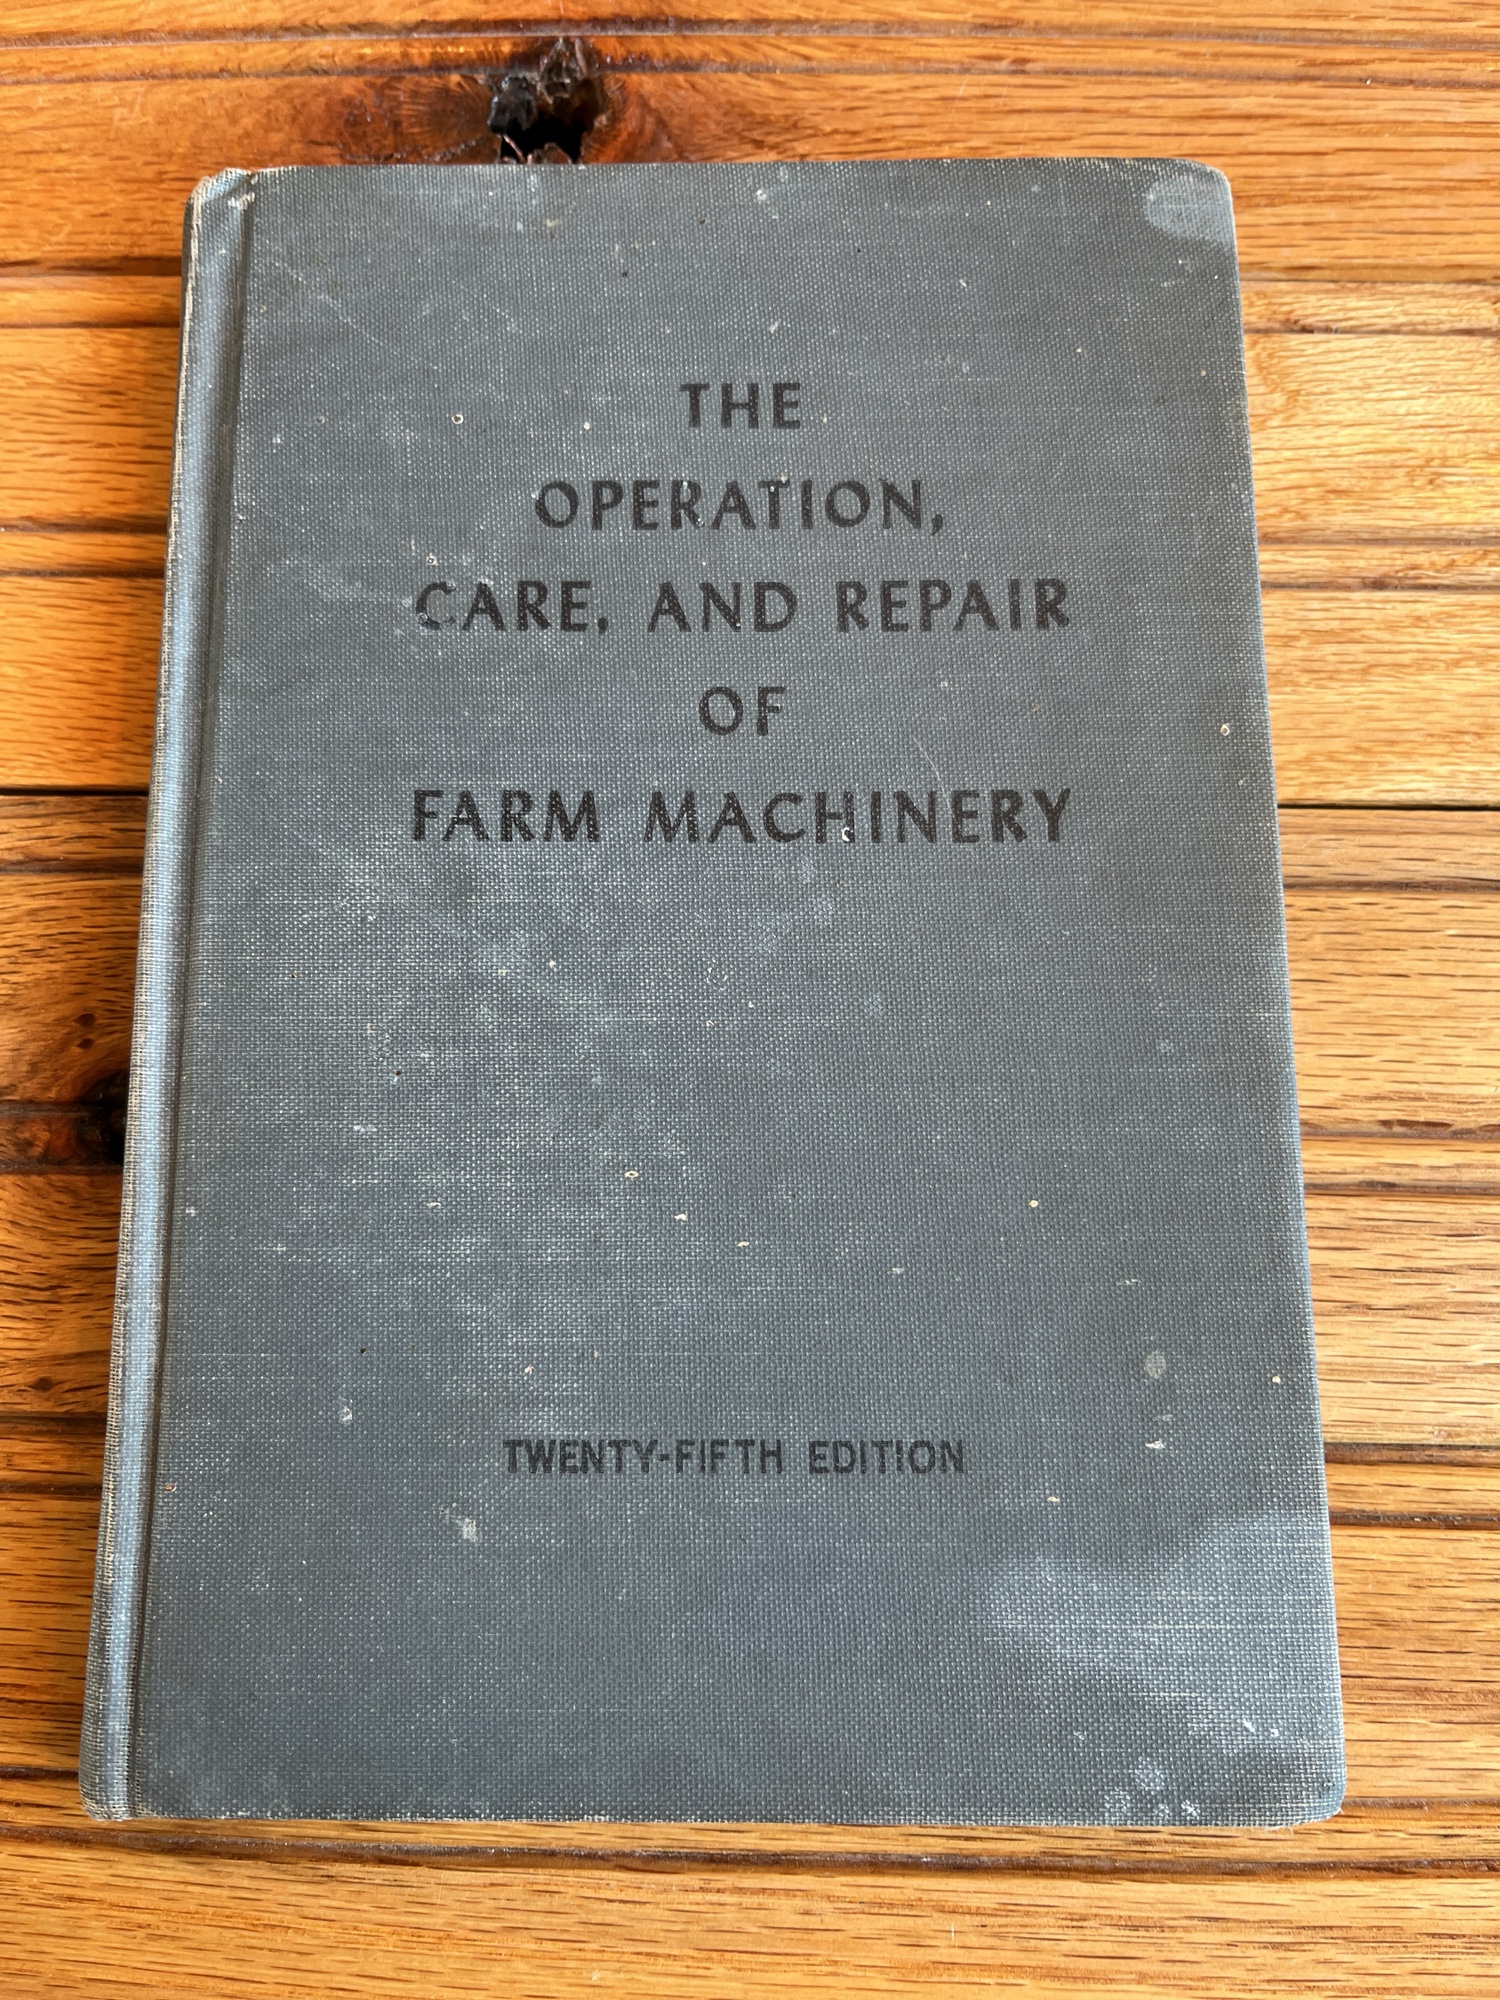 THE
OPERATION,
CARE, AND REPAIR
OF
FARM MACHINERY
TWENTY-FIFTH EDITION